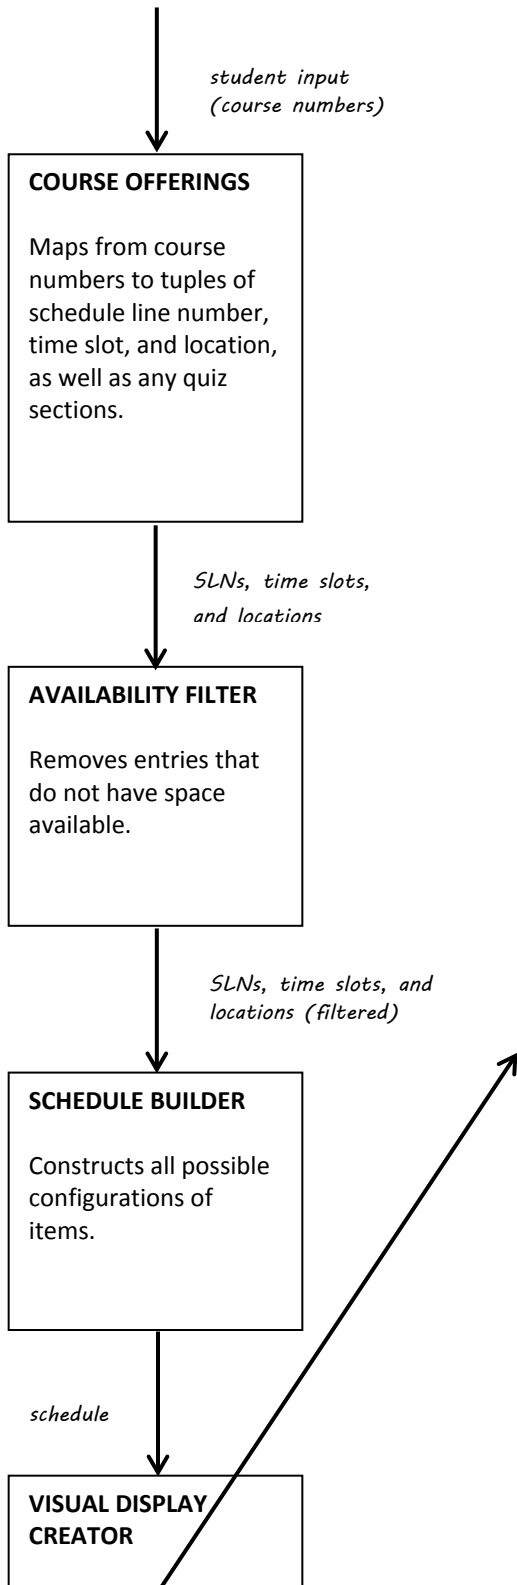 student input
(course numbers)
COURSE OFFERINGS
Maps from course
numbers to tuples of
schedule line number,
time slot, and location,
as well as any quiz
sections.
SLNs, time slots,
and locations
AVAILABILITY FILTER
Removes entries that
do not have space
available.
SLNs, time slots, and
locations (filtered)
SCHEDULE BUILDER
Constructs all possible
configurations of
items.
schedule
VISUAL DISPLAY
CREATOR